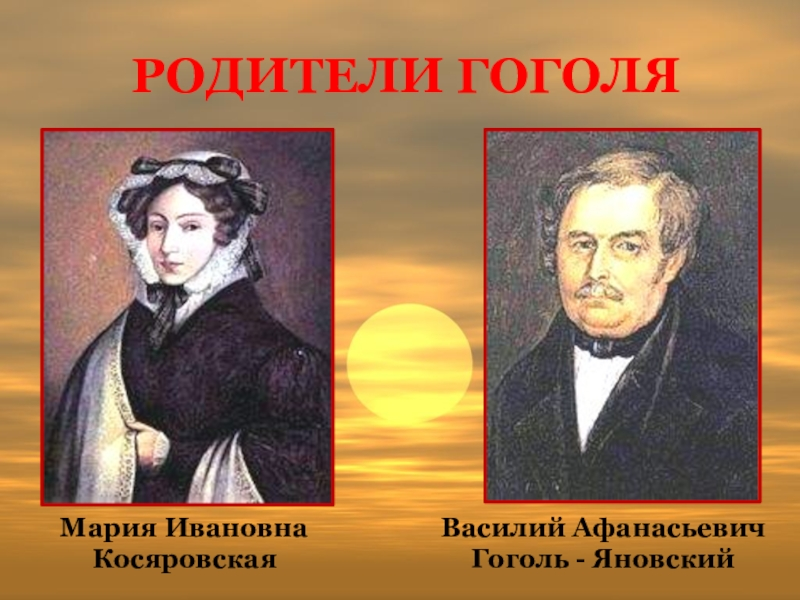 РОДИТЕЛИ ГОГОЛЯ
Мария Ивановна
Косяровская
Василий Афанасьевич
Гоголь - Яновский